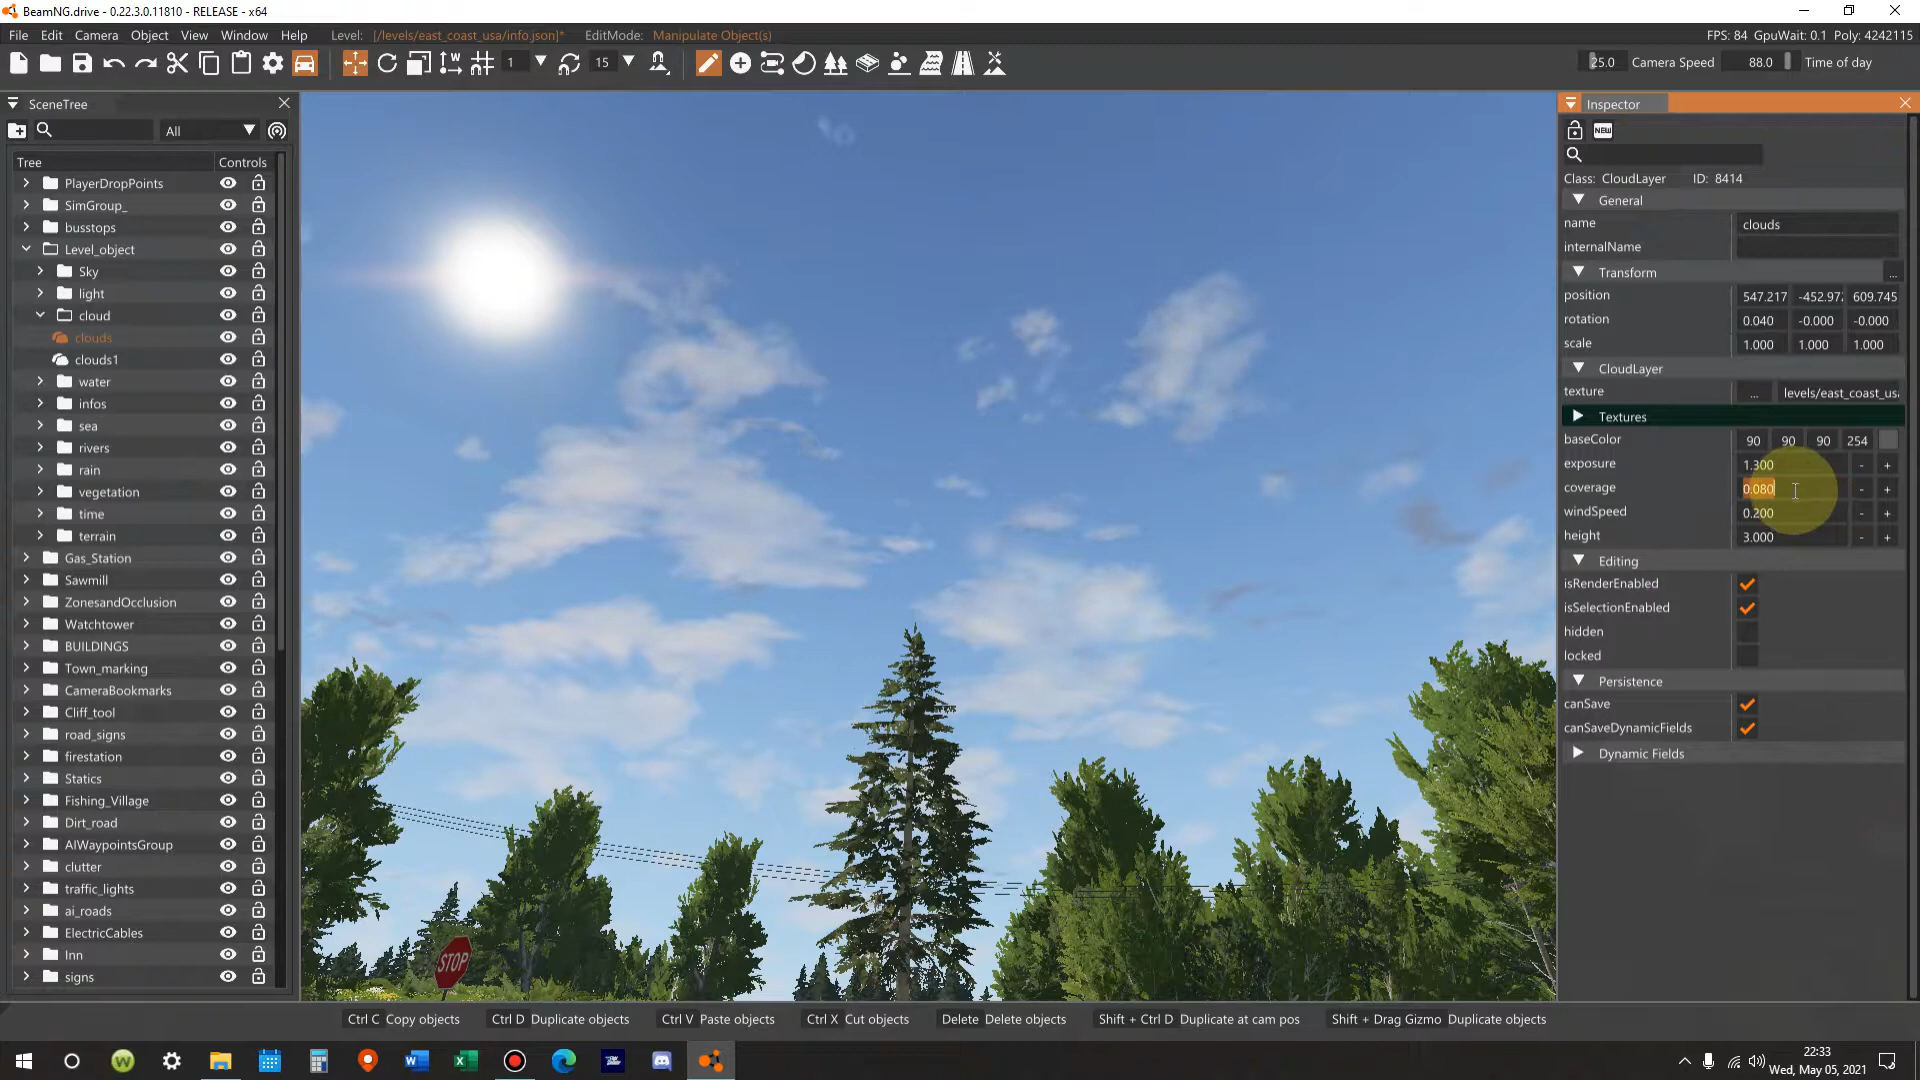 BeamNG.drive - 0.22.3.0.11810 - RELEASE - x64
File Edit Camera Object View Window Help Level: [/levels/east_coast_usa/info.json]* EditMode: Manipulate Object(s) FPS: 84 GpuWait: 0.1 Poly: 4242115
1 15 25.0 Camera Speed 88.0 Time of day
SceneTree
All
Tree Controls
PlayerDropPoints
SimGroup_
busstops
Level_object
Sky
light
cloud
clouds
clouds1
water
infos
sea
rivers
rain
vegetation
time
terrain
Gas_Station
Sawmill
ZonesandOcclusion
Watchtower
BUILDINGS
Town_marking
CameraBookmarks
Cliff_tool
road_signs
firestation
Statics
Fishing_Village
Dirt_road
AIWaypointsGroup
clutter
traffic_lights
ai_roads
ElectricCables
Inn
signs
STOP
Inspector
NEW
Class: CloudLayer ID: 8414
General
name clouds
internalName
Transform ...
position 547.217 -452.97 609.745
rotation 0.040 -0.000 -0.000
scale 1.000 1.000 1.000
CloudLayer
texture ... levels/east_coast_usa
Textures
baseColor 90 90 90 254
exposure 1.300 - +
coverage 0.080 - +
windSpeed 0.200 - +
height 3.000 - +
Editing
isRenderEnabled
isSelectionEnabled
hidden
locked
Persistence
canSave
canSaveDynamicFields
Dynamic Fields
Ctrl C Copy objects Ctrl D Duplicate objects Ctrl V Paste objects Ctrl X Cut objects Delete Delete objects Shift + Ctrl D Duplicate at cam pos Shift + Drag Gizmo Duplicate objects
22:33
Wed, May 05, 2021